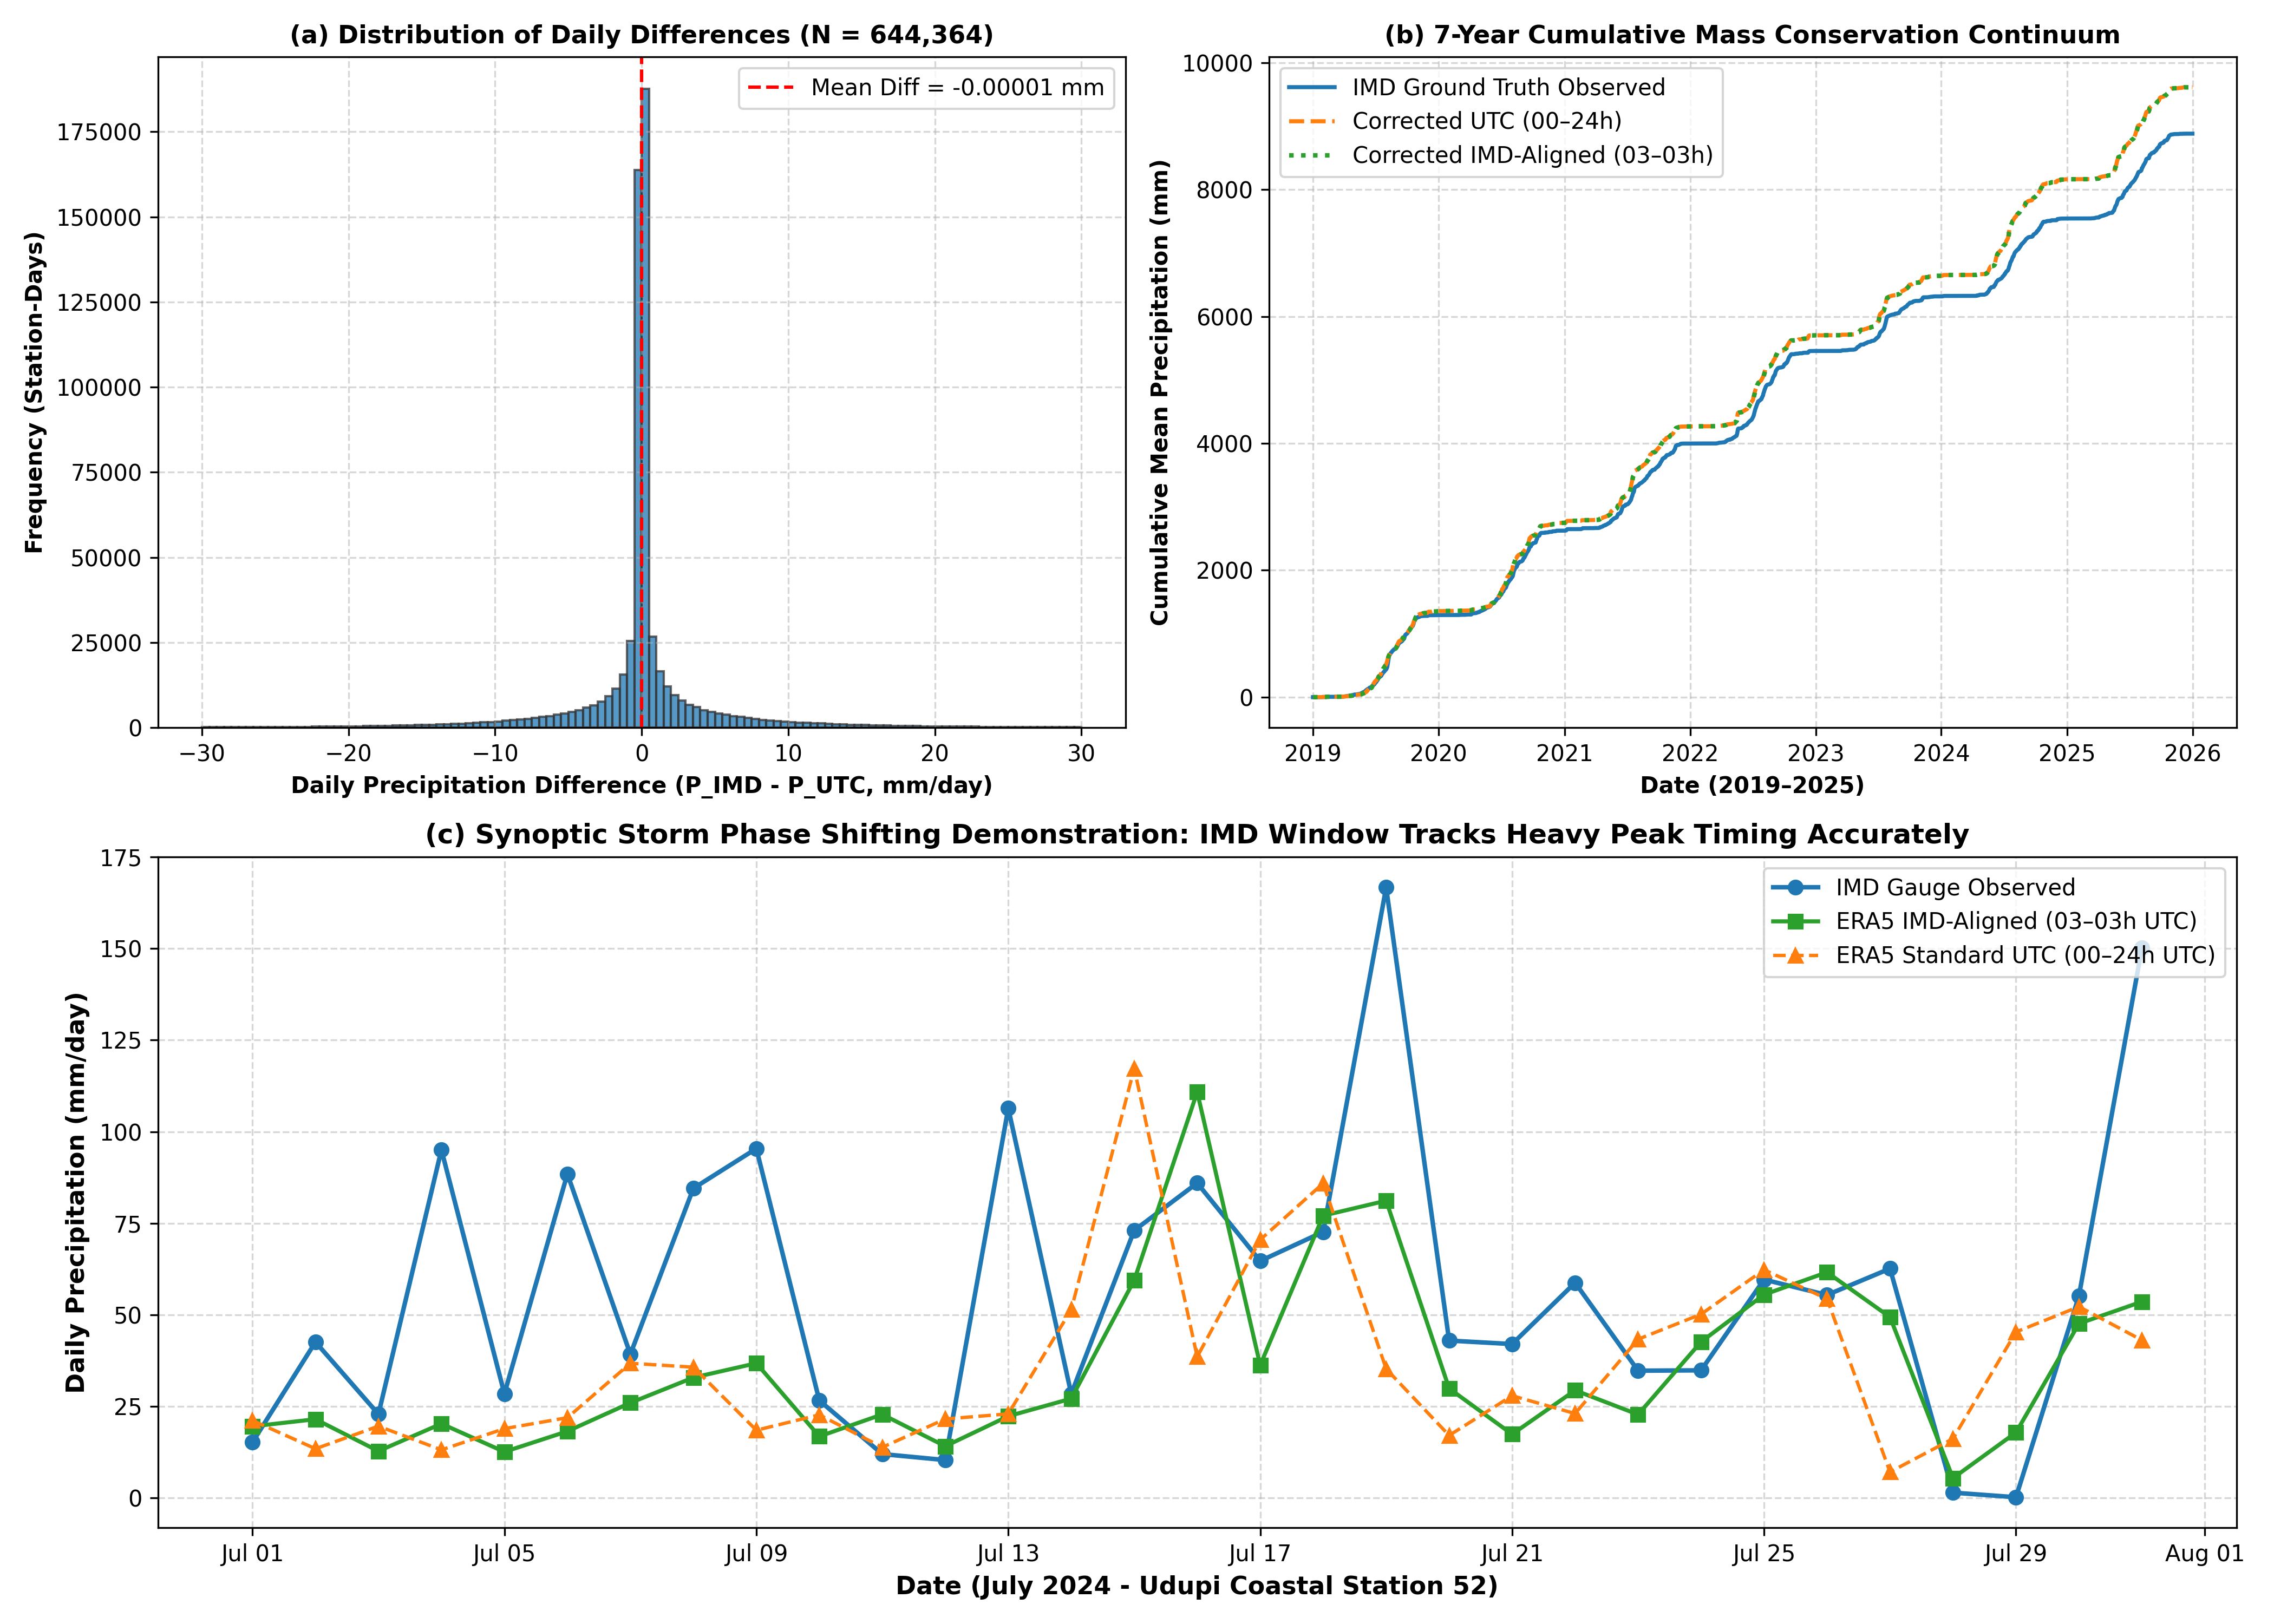 (a) Distribution of Daily Differences (N = 644,364)
Mean Diff = -0.00001 mm
Frequency (Station-Days)
175000
150000
125000
100000
75000
50000
25000
0
−30
−20
−10
0
10
20
30
Daily Precipitation Difference (P_IMD - P_UTC, mm/day)
(b) 7-Year Cumulative Mass Conservation Continuum
IMD Ground Truth Observed
Corrected UTC (00–24h)
Corrected IMD-Aligned (03–03h)
Cumulative Mean Precipitation (mm)
10000
8000
6000
4000
2000
0
2019
2020
2021
2022
2023
2024
2025
2026
Date (2019–2025)
(c) Synoptic Storm Phase Shifting Demonstration: IMD Window Tracks Heavy Peak Timing Accurately
IMD Gauge Observed
ERA5 IMD-Aligned (03–03h UTC)
ERA5 Standard UTC (00–24h UTC)
Daily Precipitation (mm/day)
175
150
125
100
75
50
25
0
Jul 01
Jul 05
Jul 09
Jul 13
Jul 17
Jul 21
Jul 25
Jul 29
Aug 01
Date (July 2024 - Udupi Coastal Station 52)